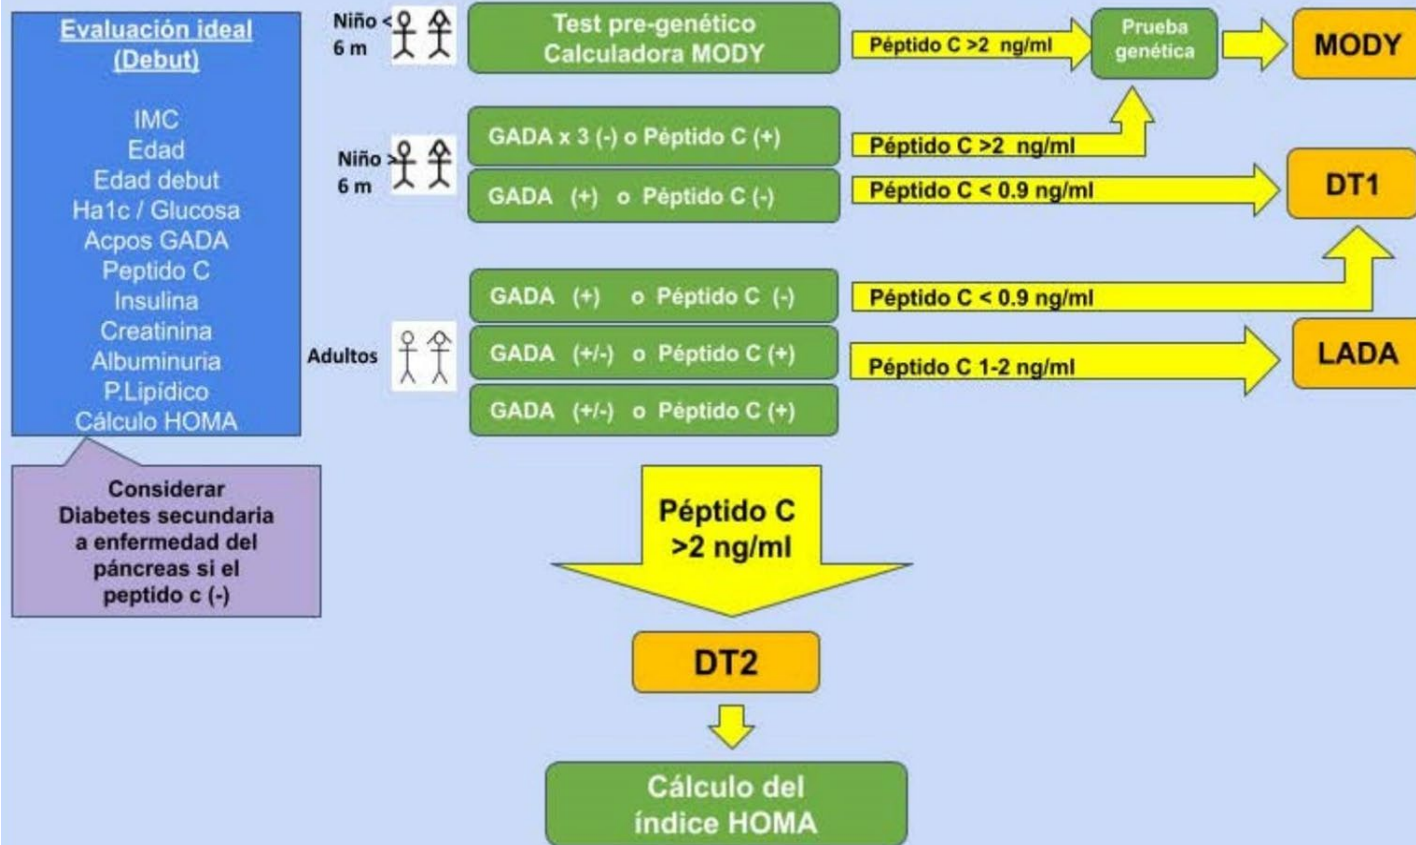 Evaluación ideal
(Debut)
IMC
Edad
Edad debut
Ha1c / Glucosa
Acpos GADA
Peptido C
Insulina
Creatinina
Albuminuria
P.Lipídico
Cálculo HOMA
Considerar
Diabetes secundaria
a enfermedad del
páncreas si el
peptido c (-)
Niño <
6 m
Test pre-genético
Calculadora MODY
Péptido C >2 ng/ml
Prueba
genética
MODY
Niño >
6 m
GADA x 3 (-) o Péptido C (+)
Péptido C >2 ng/ml
GADA (+) o Péptido C (-)
Péptido C < 0.9 ng/ml
DT1
Adultos
GADA (+) o Péptido C (-)
Péptido C < 0.9 ng/ml
GADA (+/-) o Péptido C (+)
Péptido C 1-2 ng/ml
LADA
GADA (+/-) o Péptido C (+)
Péptido C
>2 ng/ml
DT2
Cálculo del
índice HOMA